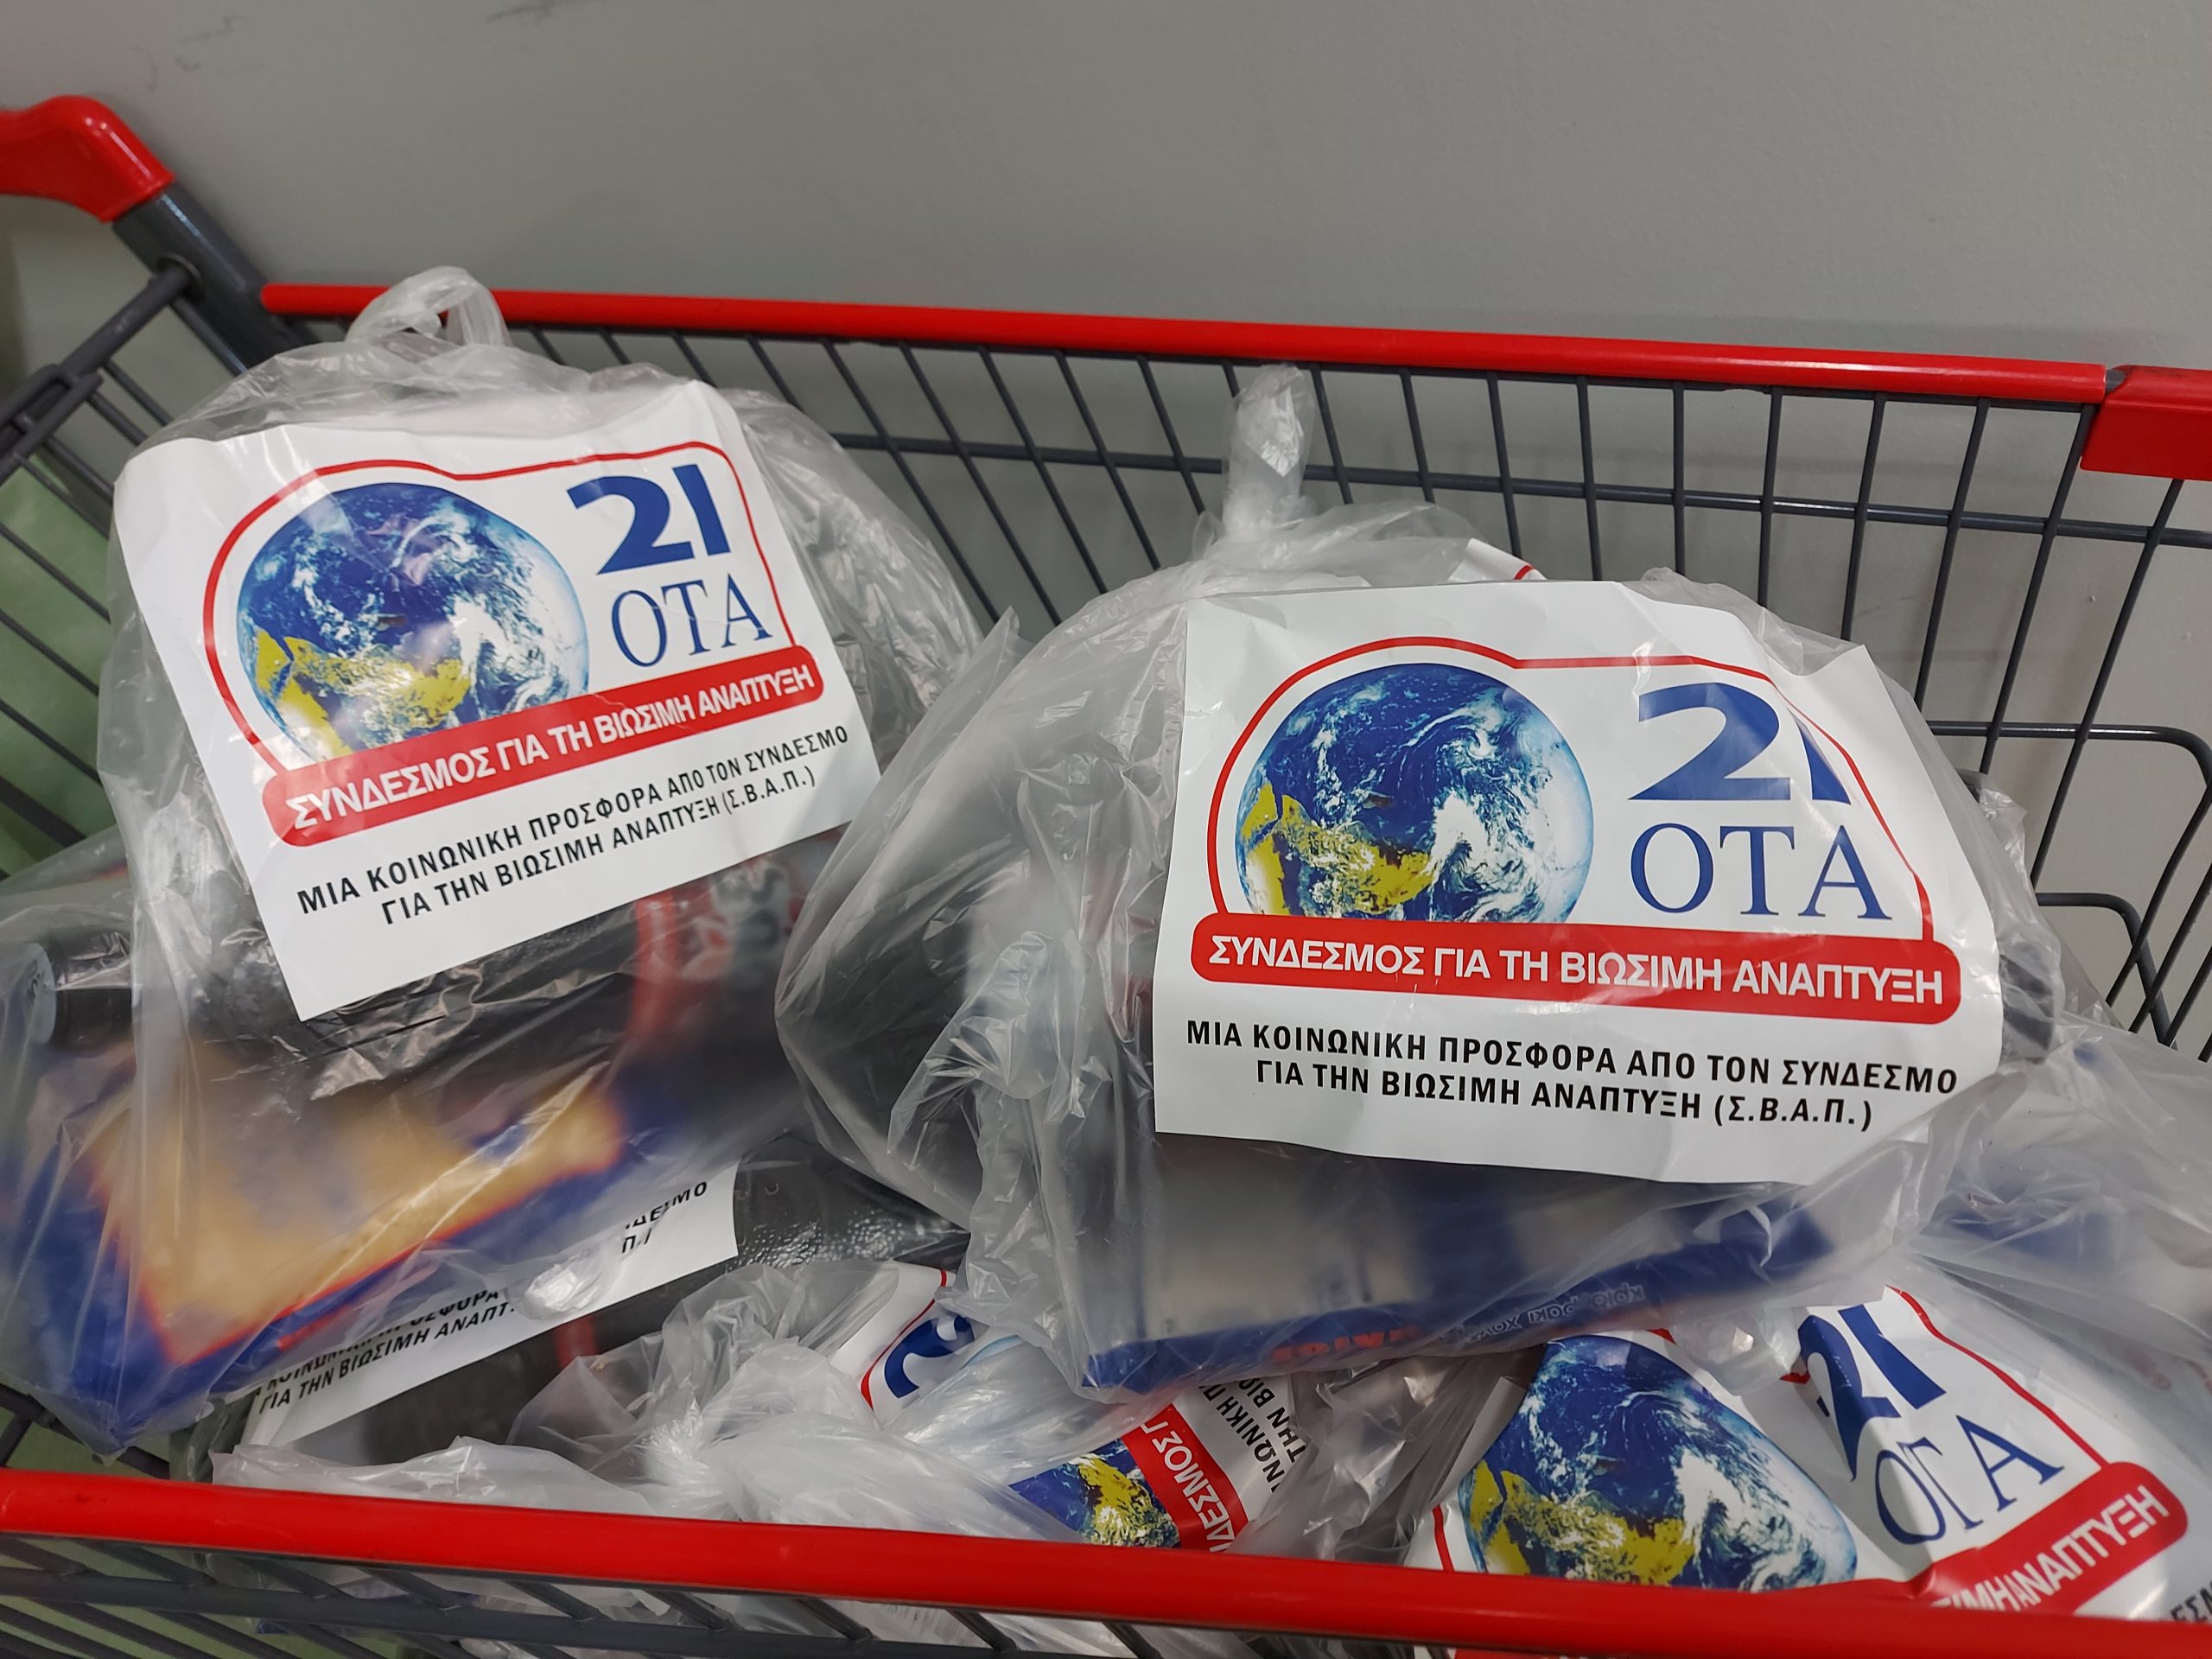 21
ΟΤΑ
ΣΥΝΔΕΣΜΟΣ ΓΙΑ ΤΗ ΒΙΩΣΙΜΗ ΑΝΑΠΤΥΞΗ
ΜΙΑ ΚΟΙΝΩΝΙΚΗ ΠΡΟΣΦΟΡΑ ΑΠΟ ΤΟΝ ΣΥΝΔΕΣΜΟ
ΓΙΑ ΤΗΝ ΒΙΩΣΙΜΗ ΑΝΑΠΤΥΞΗ (Σ.Β.Α.Π.)
21
ΟΤΑ
ΣΥΝΔΕΣΜΟΣ ΓΙΑ ΤΗ ΒΙΩΣΙΜΗ ΑΝΑΠΤΥΞΗ
ΜΙΑ ΚΟΙΝΩΝΙΚΗ ΠΡΟΣΦΟΡΑ ΑΠΟ ΤΟΝ ΣΥΝΔΕΣΜΟ
ΓΙΑ ΤΗΝ ΒΙΩΣΙΜΗ ΑΝΑΠΤΥΞΗ (Σ.Β.Α.Π.)
ΓΙΑ ΤΗΝ ΒΙΩΣΙΜΗ
21
ΟΤΑ
ΑΝΑΠΤΥΞΗ